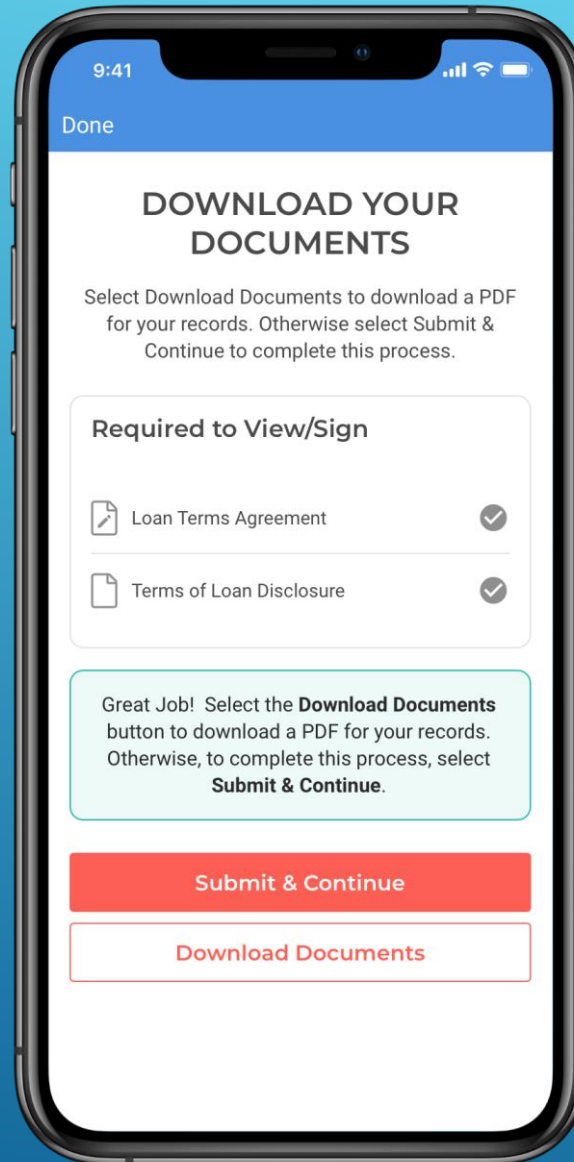 9:41
Done
DOWNLOAD YOUR
DOCUMENTS
Select Download Documents to download a PDF
for your records. Otherwise select Submit &
Continue to complete this process.
Required to View/Sign
Loan Terms Agreement
Terms of Loan Disclosure
Great Job! Select the Download Documents
button to download a PDF for your records.
Otherwise, to complete this process, select
Submit & Continue.
Submit & Continue
Download Documents